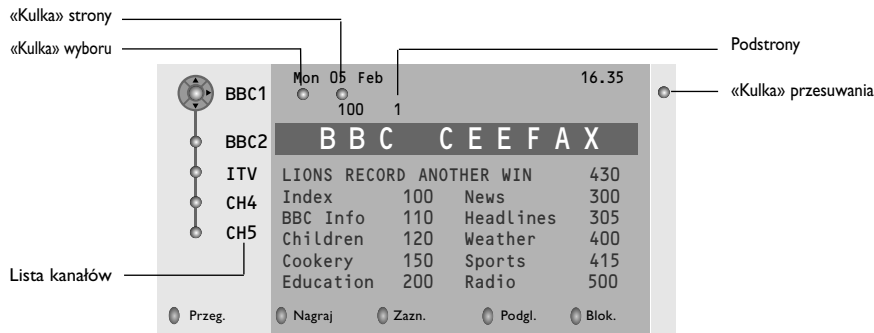 «Kulka» strony
«Kulka» wyboru
Podstrony
Mon 05 Feb 16.35
BBC1
«Kulka» przesuwania
100 1
BBC2
BBC CEEFAX
ITV
LIONS RECORD ANOTHER WIN 430
CH4
Index 100 News 300
BBC Info 110 Headlines 305
CH5
Children 120 Weather 400
Cookery 150 Sports 415
Lista kanałów
Education 200 Radio 500
Przeg. Nagraj Zazn. Podgl. Blok.